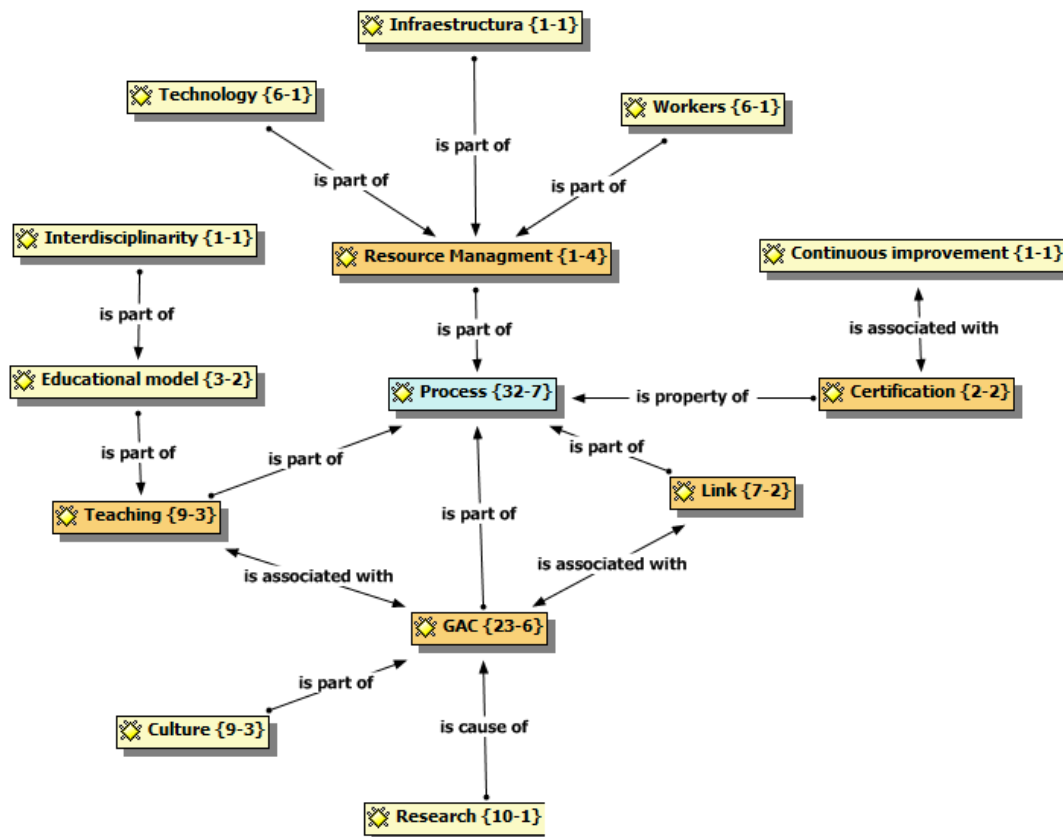 Infraestructura {1-1}
Technology {6-1}
Workers {6-1}
is part of
is part of
is part of
Interdisciplinarity {1-1}
Resource Managment {1-4}
Continuous improvement {1-1}
is part of
is part of
is associated with
Educational model {3-2}
Process {32-7}
is property of
Certification {2-2}
is part of
is part of
is part of
Teaching {9-3}
Link {7-2}
is part of
is associated with
is associated with
GAC {23-6}
is part of
Culture {9-3}
is cause of
Research {10-1}